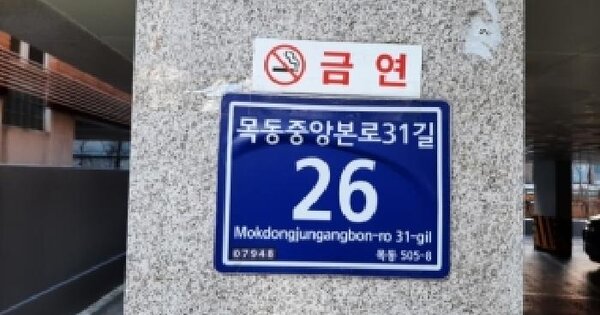 금연
목동중앙본로31길
26
Mokdongjungangbon-ro 31-gil
07948 목동 505-8